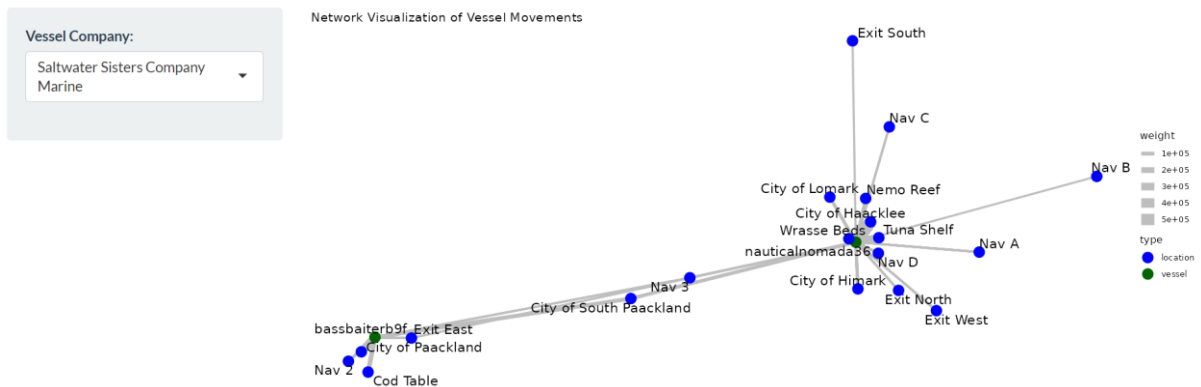 Vessel Company:
Saltwater Sisters Company
Marine
Network Visualization of Vessel Movements
Exit South
Nav C
Nav B
City of Lomark
Nemo Reef
City of Haacklee
Wrasse Beds
Tuna Shelf
nauticalnomada36
Nav A
Nav D
City of Himark
Nav 3
Exit North
City of South Paackland
Exit West
bassbaiterb9f
Exit East
City of Paackland
Nav 2
Cod Table
weight
1e+05
2e+05
3e+05
4e+05
5e+05
type
location
vessel